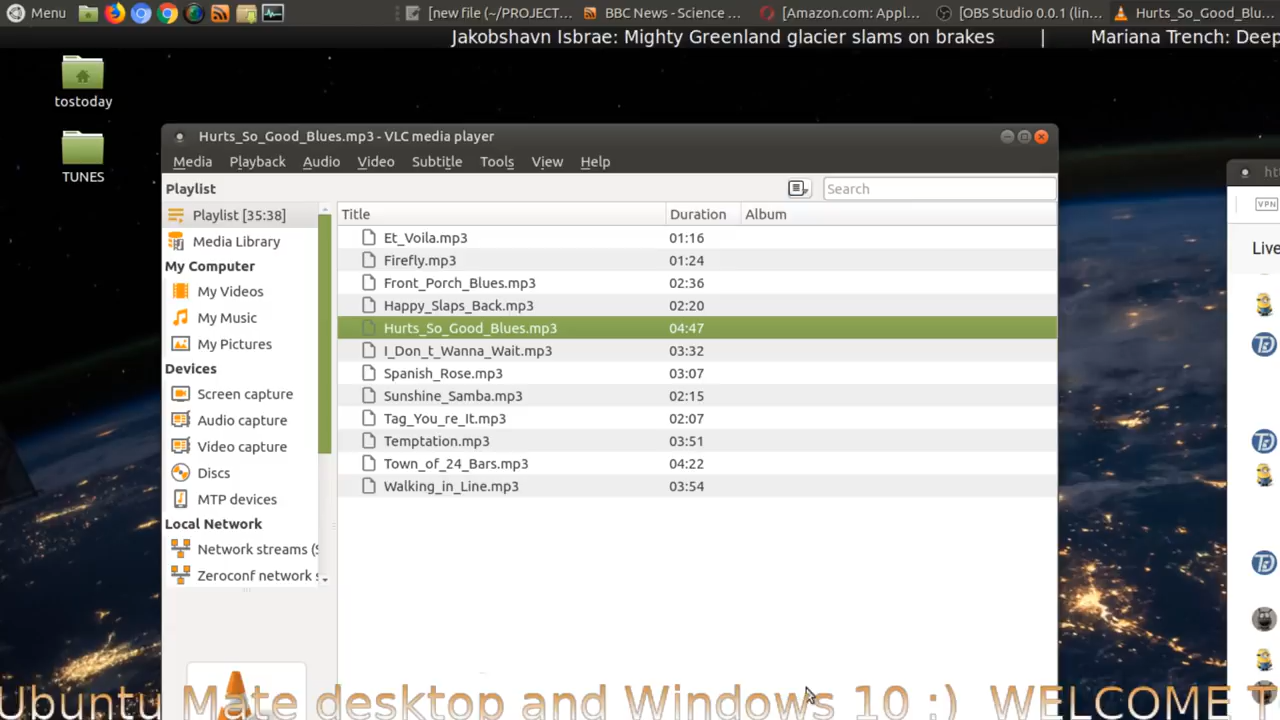 Menu [new file (~/PROJECT... BBC News - Science ... [Amazon.com: Appl... [OBS Studio 0.0.1 (lin... Hurts_So_Good_Blu...
Jakobshavn Isbrae: Mighty Greenland glacier slams on brakes | Mariana Trench: Deep
tostoday
TUNES
Hurts_So_Good_Blues.mp3 - VLC media player
Media Playback Audio Video Subtitle Tools View Help
Playlist
Search
Playlist [35:38]
Media Library
My Computer
My Videos
My Music
My Pictures
Devices
Screen capture
Audio capture
Video capture
Discs
MTP devices
Local Network
Network streams (S
Zeroconf network s
Title Duration Album
Et_Voila.mp3 01:16
Firefly.mp3 01:24
Front_Porch_Blues.mp3 02:36
Happy_Slaps_Back.mp3 02:20
Hurts_So_Good_Blues.mp3 04:47
I_Don_t_Wanna_Wait.mp3 03:32
Spanish_Rose.mp3 03:07
Sunshine_Samba.mp3 02:15
Tag_You_re_It.mp3 02:07
Temptation.mp3 03:51
Town_of_24_Bars.mp3 04:22
Walking_in_Line.mp3 03:54
VPN
Live
Ubuntu Mate desktop and Windows 10 :) WELCOME T